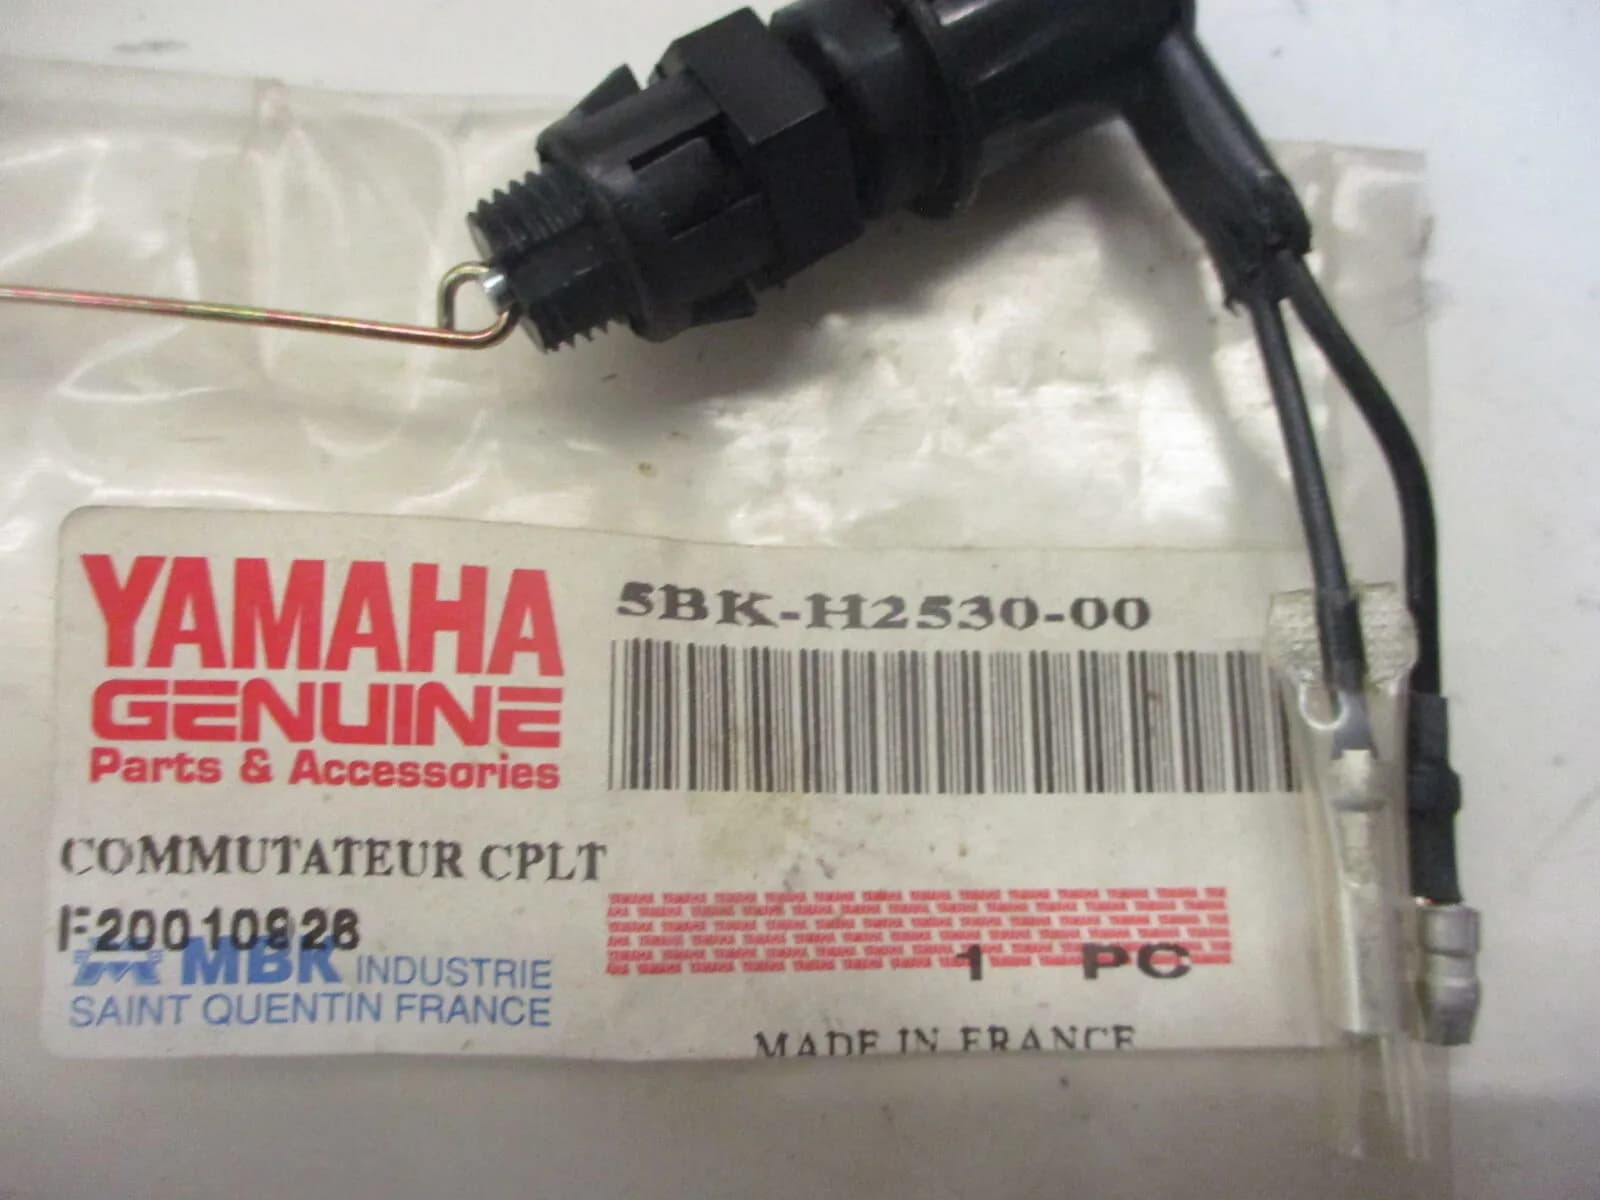 YAMAHA
GENUINE
Parts & Accessories
5BK-H2530-00
COMMUTATEUR CPLT
F20010928
MBK INDUSTRIE
SAINT QUENTIN FRANCE
1 PC
MADE IN FRANCE